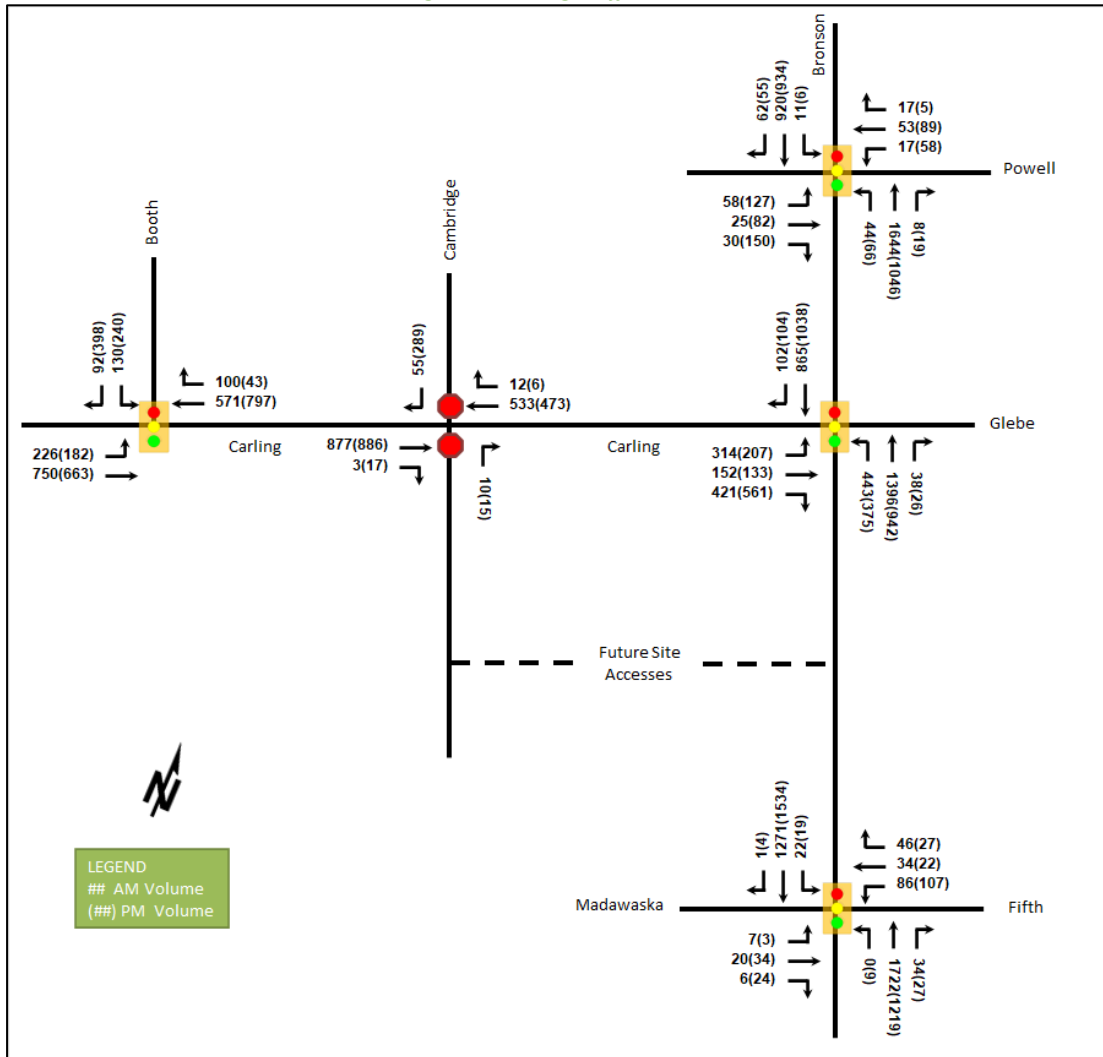 Bronson
62(55)
920(934)
11(6)
17(5)
53(89)
17(58)
Powell
58(127)
25(82)
30(150)
44(66)
1644(1046)
8(19)
Booth
Cambridge
92(398)
130(240)
100(43)
571(797)
55(289)
12(6)
533(473)
102(104)
865(1038)
Glebe
226(182)
750(663)
Carling
877(886)
3(17)
10(15)
Carling
314(207)
152(133)
421(561)
443(375)
1396(942)
38(26)
Future Site
Accesses
N
LEGEND
## AM Volume
(##) PM Volume
1(4)
1271(1534)
22(19)
46(27)
34(22)
86(107)
Madawaska
Fifth
7(3)
20(34)
6(24)
0(9)
1722(1219)
34(27)